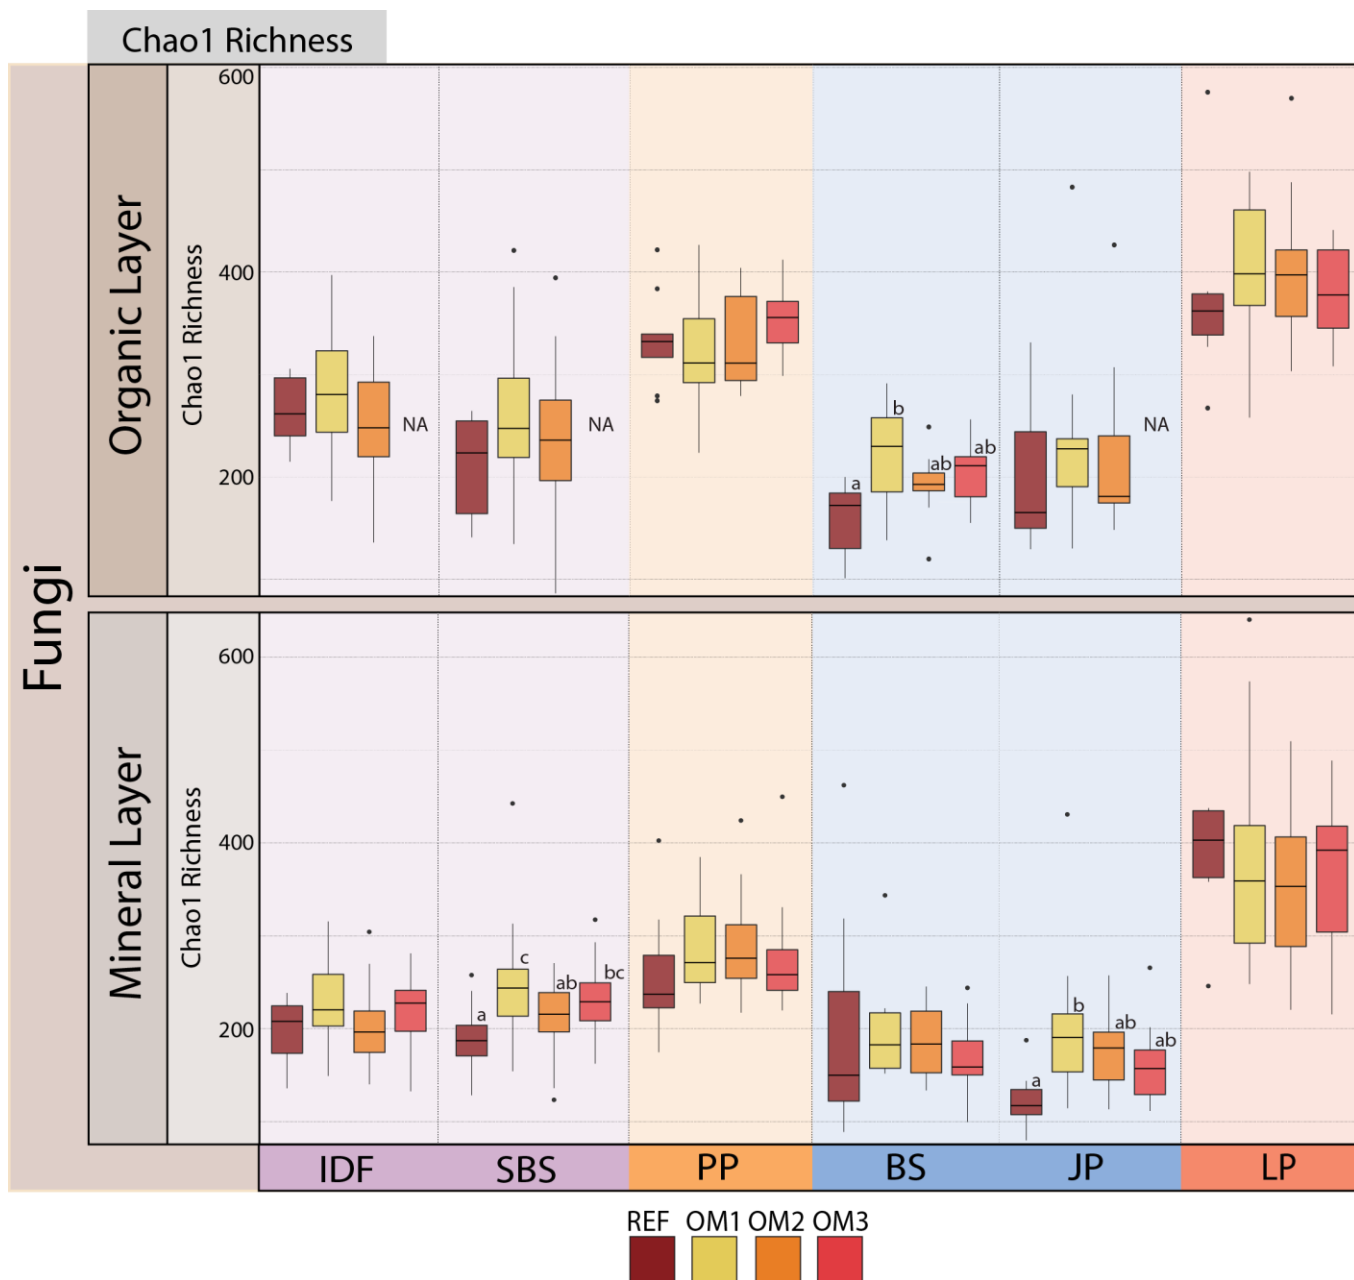 Chao1 Richness
Fungi
Organic Layer
Chao1 Richness
600
400
200
NA
NA
a
b
ab
ab
NA
Mineral Layer
Chao1 Richness
600
400
200
a
c
ab
bc
a
b
ab
ab
IDF SBS PP BS JP LP
REF OM1 OM2 OM3